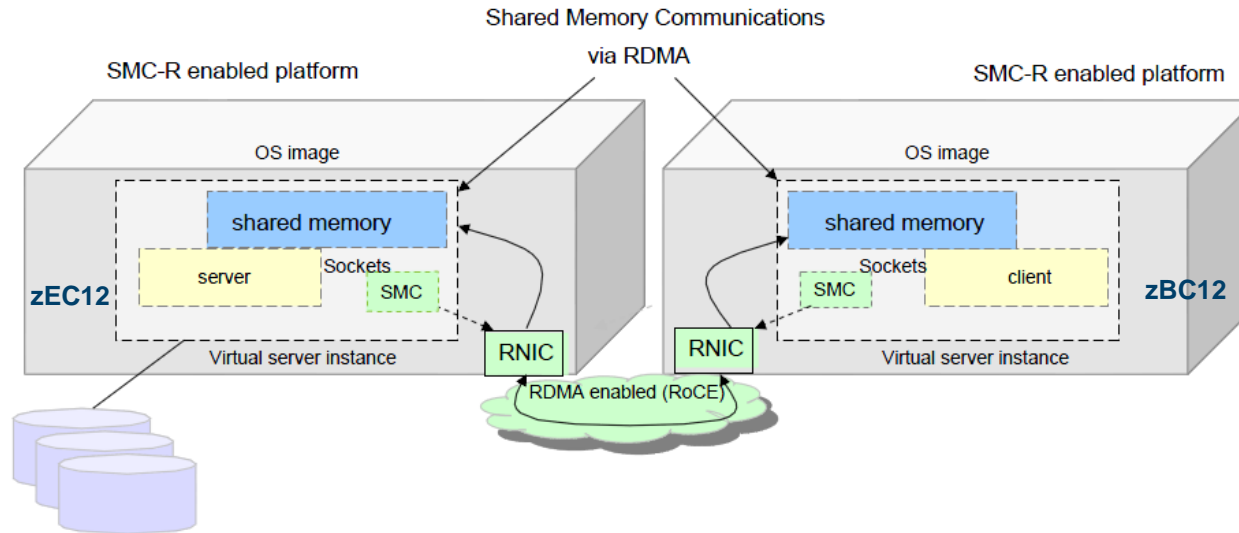 Shared Memory Communications
via RDMA
SMC-R enabled platform
SMC-R enabled platform
OS image
OS image
shared memory
shared memory
Sockets
Sockets
server
client
SMC
SMC
zEC12
zBC12
RNIC
RNIC
Virtual server instance
Virtual server instance
RDMA enabled (RoCE)